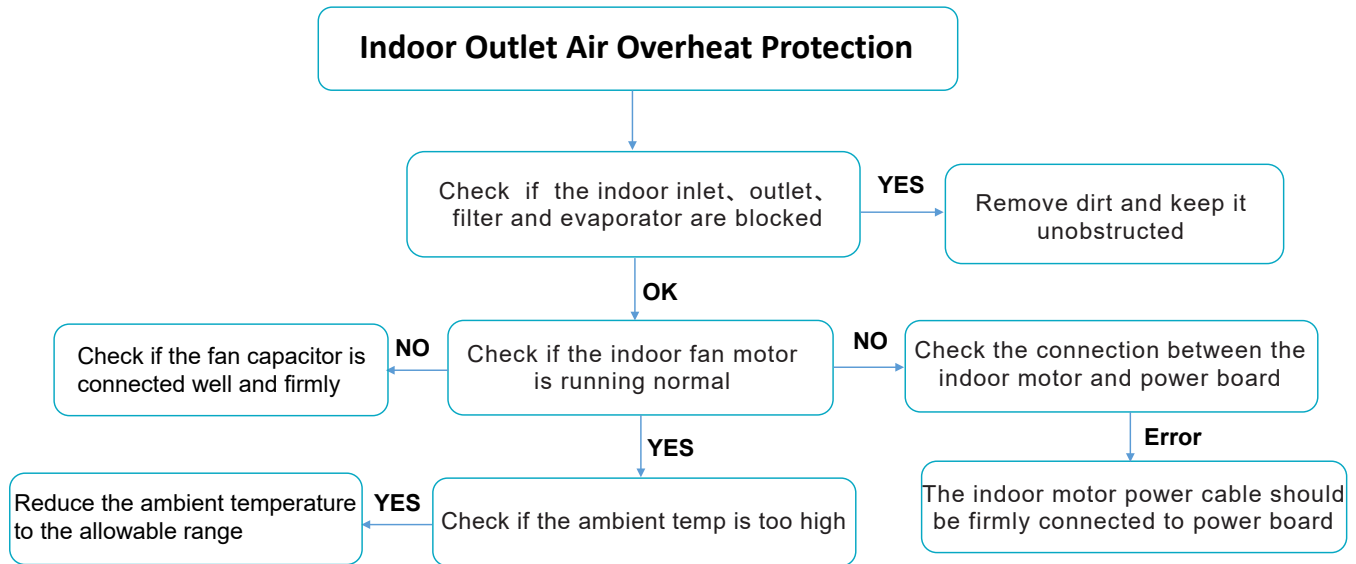 Indoor Outlet Air Overheat Protection
Check if the indoor inlet、outlet、
filter and evaporator are blocked
YES
Remove dirt and keep it
unobstructed
OK
Check if the fan capacitor is
connected well and firmly
NO
Check if the indoor fan motor
is running normal
NO
Check the connection between the
indoor motor and power board
YES
Error
Reduce the ambient temperature
to the allowable range
YES
Check if the ambient temp is too high
The indoor motor power cable should
be firmly connected to power board